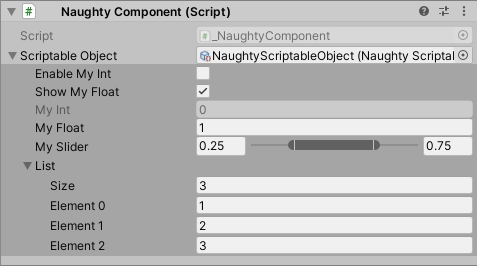 Naughty Component (Script)
Script _NaughtyComponent
Scriptable Object NaughtyScriptableObject (Naughty Scriptal
Enable My Int
Show My Float
My Int 0
My Float 1
My Slider 0.25 0.75
List
Size 3
Element 0 1
Element 1 2
Element 2 3